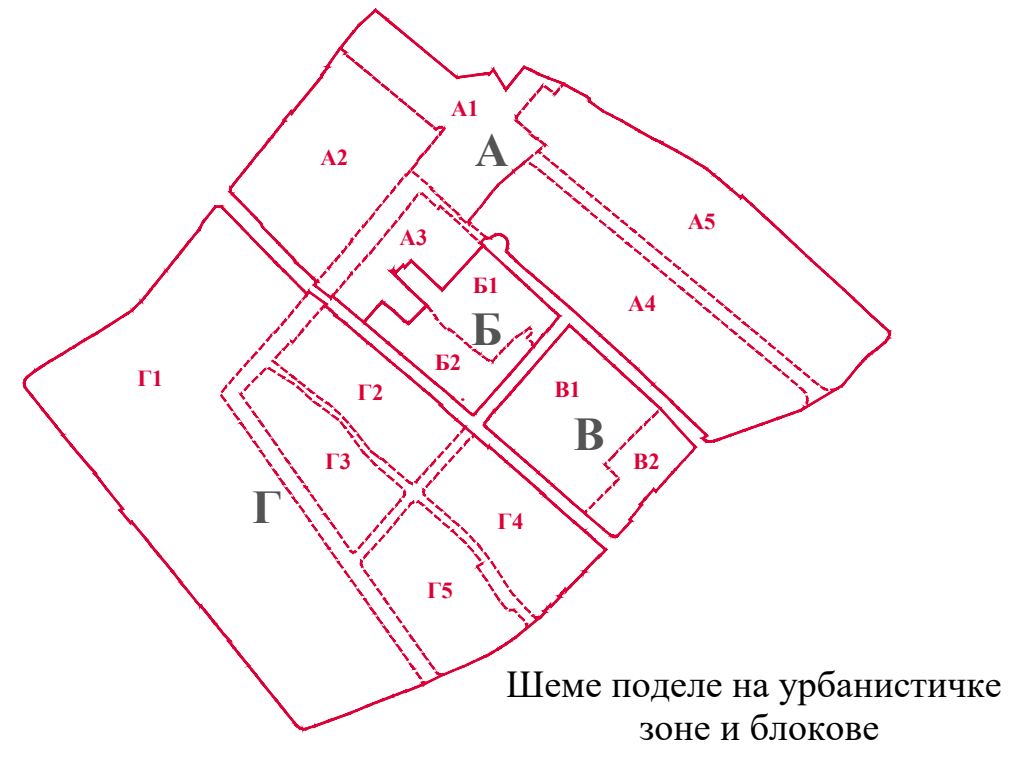 А1
А
А2
А5
А3
Б1
А4
Б
Б2
Г1
Г2
В1
В
В2
Г3
Г
Г4
Г5
Шеме поделе на урбанистичке
зоне и блокове